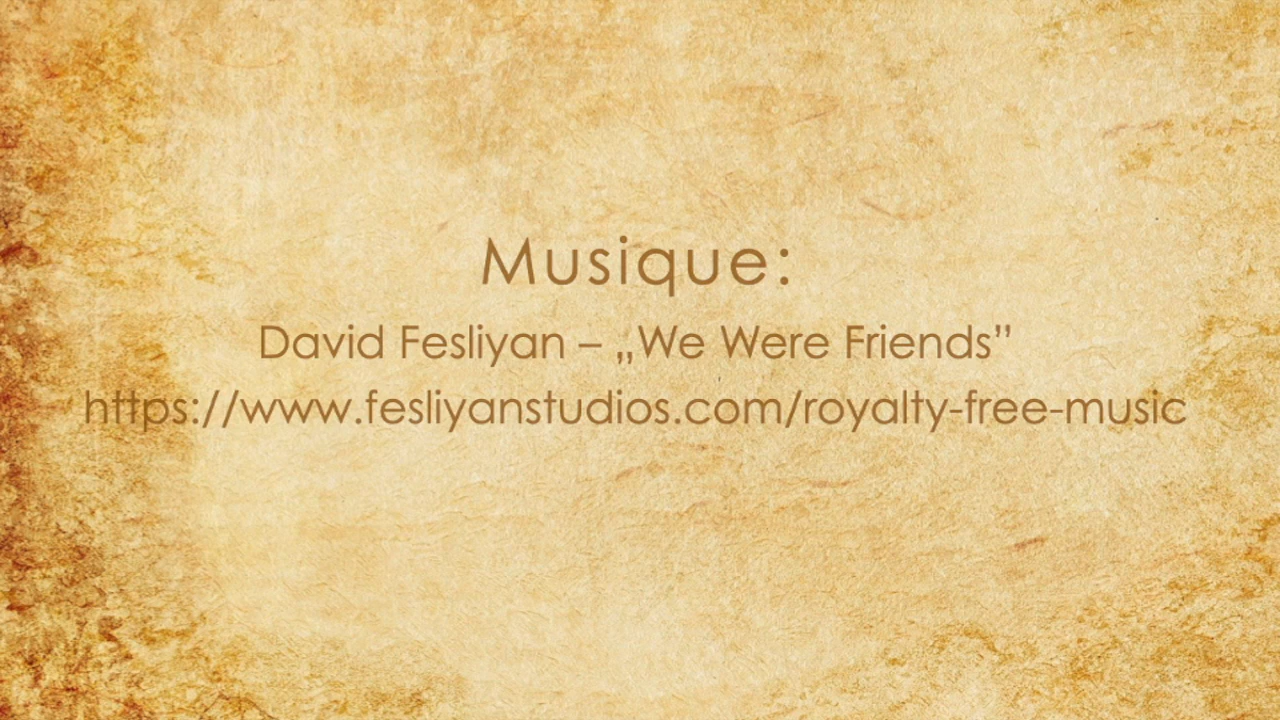 Musique:
David Fesliyan – „We Were Friends”
https://www.fesliyanstudios.com/royalty-free-music